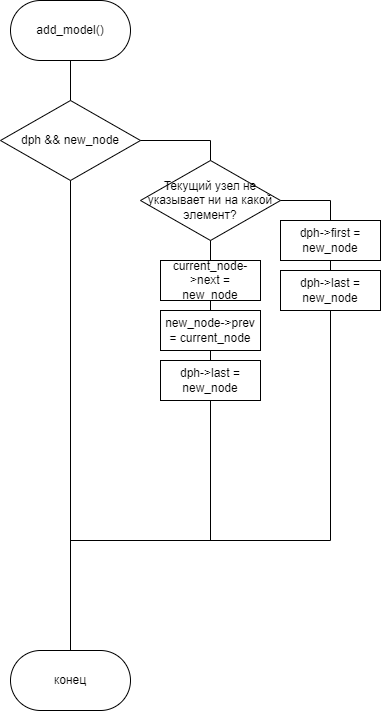 add_model()
dph && new_node
Текущий узел не
указывает ни на какой
элемент?
dph->first =
new_node
current_node-
>next =
new_node
dph->last =
new_node
new_node->prev
= current_node
dph->last =
new_node
конец